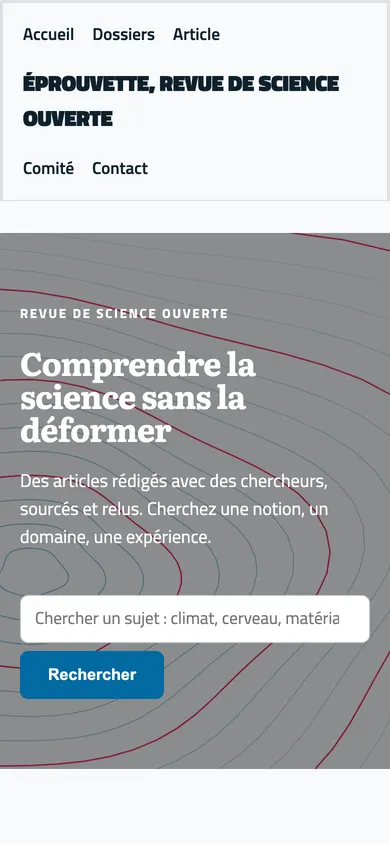 Accueil Dossiers Article
ÉPROUVETTE, REVUE DE SCIENCE
OUVERTE
Comité Contact
REVUE DE SCIENCE OUVERTE
Comprendre la
science sans la
déformer
Des articles rédigés avec des chercheurs,
sourcés et relus. Cherchez une notion, un
domaine, une expérience.
Chercher un sujet : climat, cerveau, matéria
Rechercher